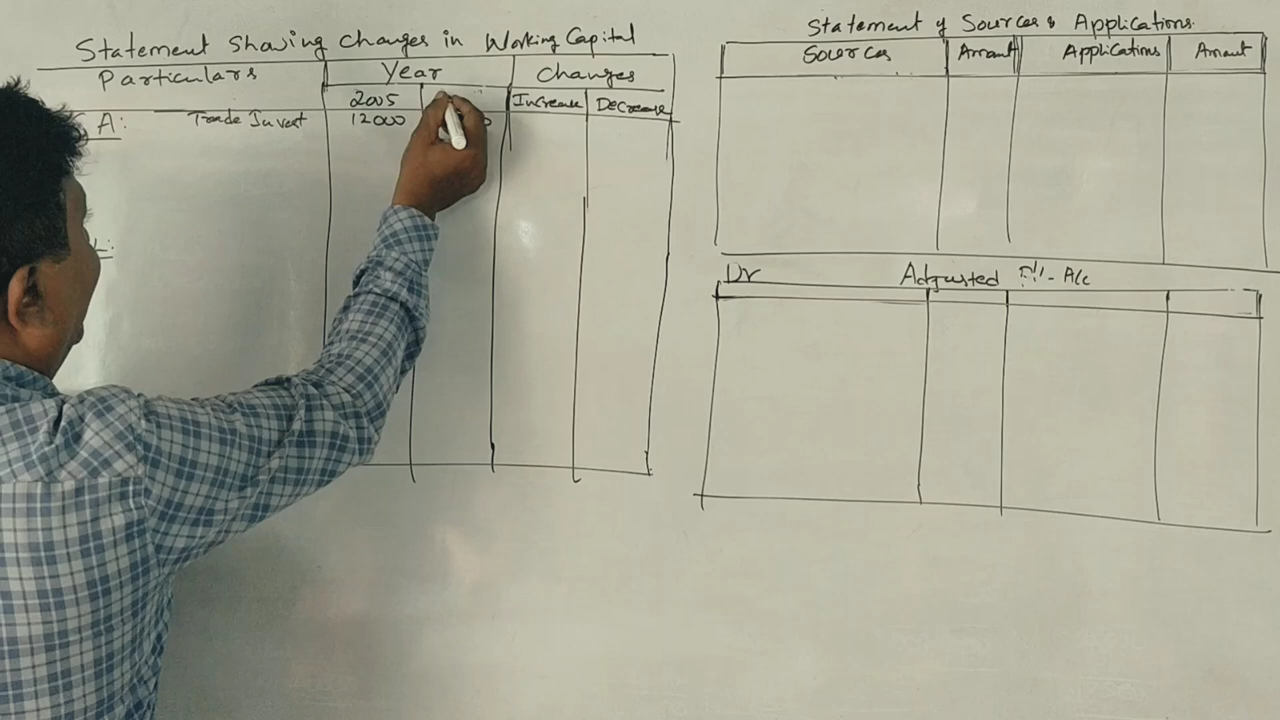 Statement showing changes in Working Capital
Particulars Year Changes
2005 Increase Decrease
A: Trade Invest 12000
Statement of Sources & Applications.
Sources Amount Applications Amount
Dr Adjusted A/c